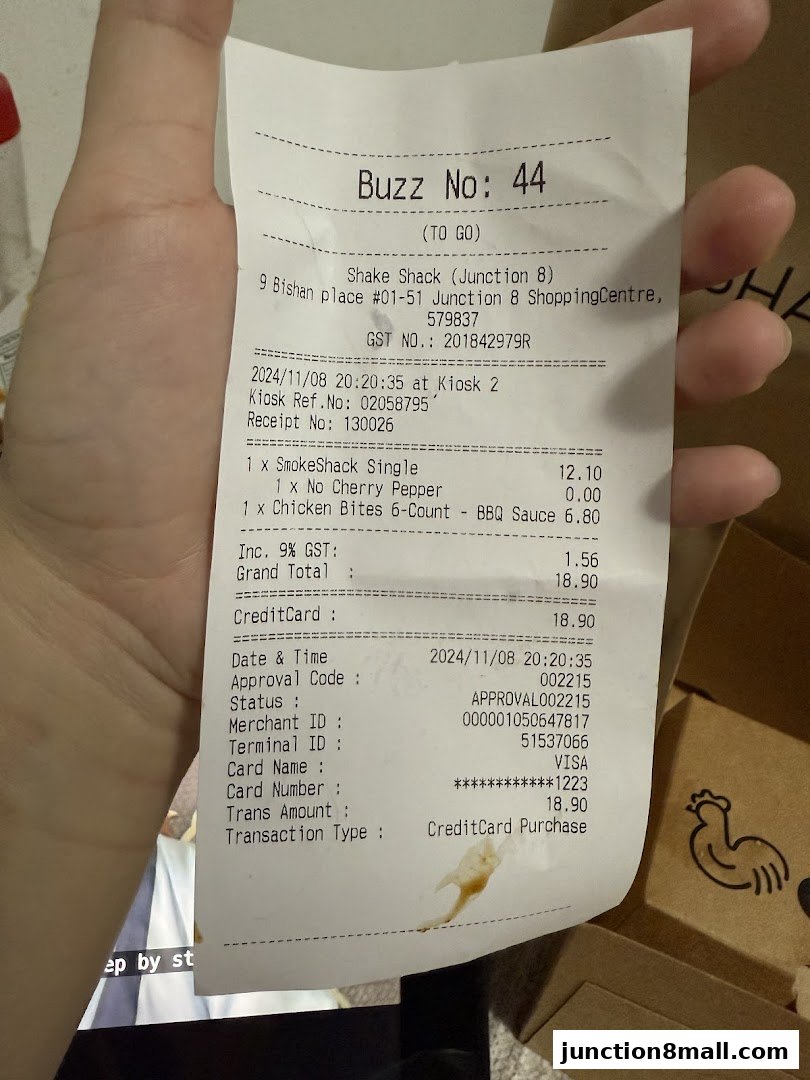 Buzz No: 44
(TO GO)
Shake Shack (Junction 8)
9 Bishan place #01-51 Junction 8 ShoppingCentre,
579837
GST NO.: 201842979R
2024/11/08 20:20:35 at Kiosk 2
Kiosk Ref.No: 02058795
Receipt No: 130026
1 x SmokeShack Single 12.10
1 x No Cherry Pepper 0.00
1 x Chicken Bites 6-Count - BBQ Sauce 6.80
Inc. 9% GST: 1.56
Grand Total : 18.90
CreditCard : 18.90
Date & Time 2024/11/08 20:20:35
Approval Code : 002215
Status : APPROVAL002215
Merchant ID : 000001050647817
Terminal ID : 51537066
Card Name : VISA
Card Number : ************1223
Trans Amount : 18.90
Transaction Type : CreditCard Purchase
ep by st
junction8mall.com